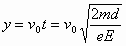 y = v₀t = v₀√(2md/eE)